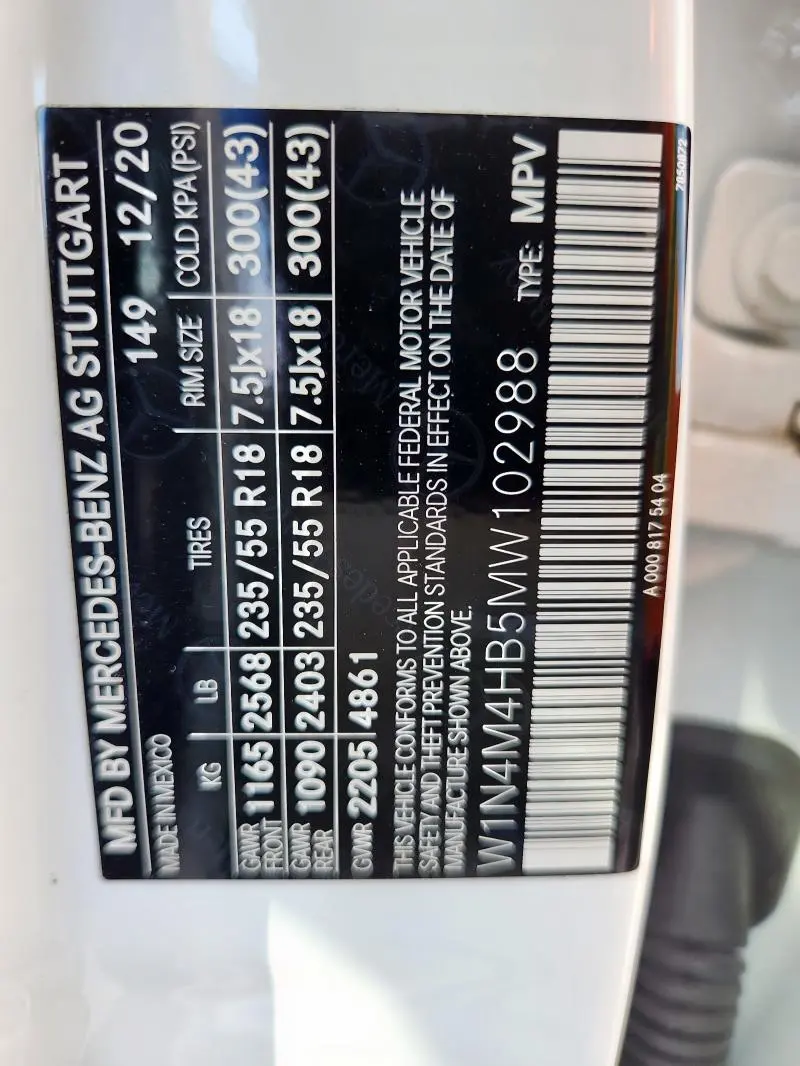 MFD BY MERCEDES-BENZ AG STUTTGART
MADE IN MEXICO 149 12/20
KG LB TIRES RIM SIZE COLD KPA(PSI)
GAWR FRONT 1165 2568 235/55 R18 7.5Jx18 300(43)
GAWR REAR 1090 2403 235/55 R18 7.5Jx18 300(43)
GVWR 2205 4861
THIS VEHICLE CONFORMS TO ALL APPLICABLE FEDERAL MOTOR VEHICLE
SAFETY AND THEFT PREVENTION STANDARDS IN EFFECT ON THE DATE OF
MANUFACTURE SHOWN ABOVE.
W1N4M4HB5MW102988 TYPE: MPV
A 000 817 54 04
7050872